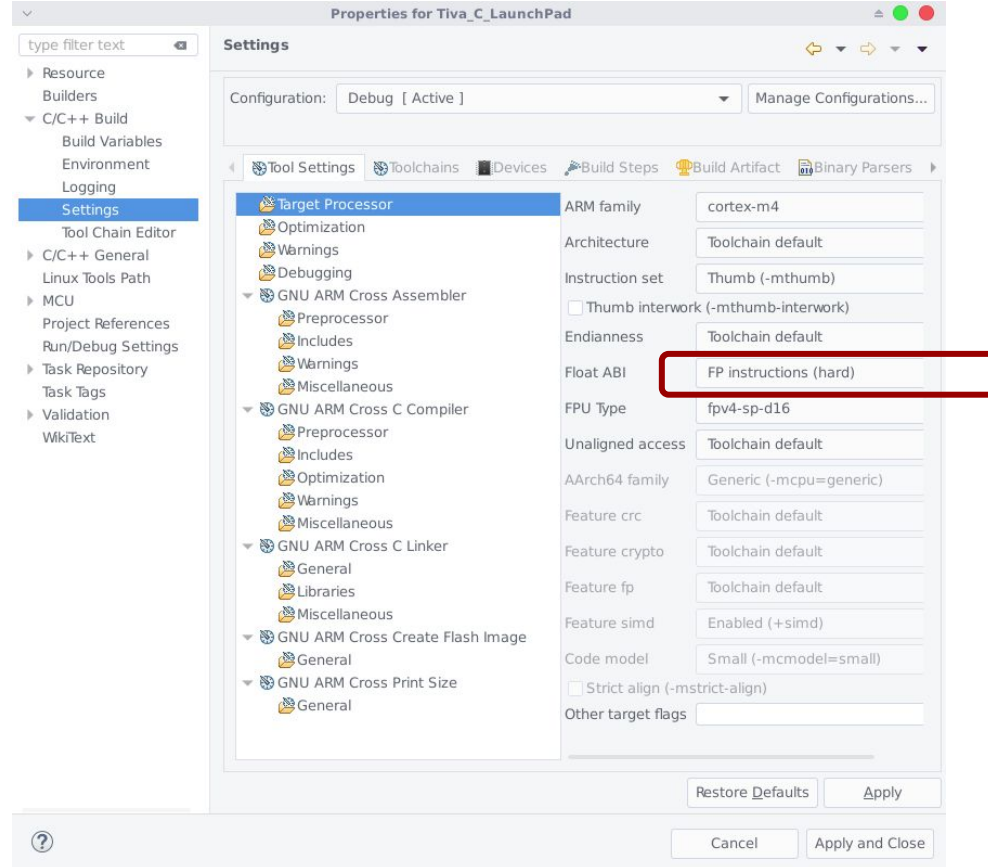 Properties for Tiva_C_LaunchPad
type filter text
Resource
Builders
C/C++ Build
Build Variables
Environment
Logging
Settings
Tool Chain Editor
C/C++ General
Linux Tools Path
MCU
Project References
Run/Debug Settings
Task Repository
Task Tags
Validation
WikiText
Settings
Configuration: Debug [ Active ] Manage Configurations...
Tool Settings Toolchains Devices Build Steps Build Artifact Binary Parsers
Target Processor
Optimization
Warnings
Debugging
GNU ARM Cross Assembler
Preprocessor
Includes
Warnings
Miscellaneous
GNU ARM Cross C Compiler
Preprocessor
Includes
Optimization
Warnings
Miscellaneous
GNU ARM Cross C Linker
General
Libraries
Miscellaneous
GNU ARM Cross Create Flash Image
General
GNU ARM Cross Print Size
General
ARM family cortex-m4
Architecture Toolchain default
Instruction set Thumb (-mthumb)
Thumb interwork (-mthumb-interwork)
Endianness Toolchain default
Float ABI FP instructions (hard)
FPU Type fpv4-sp-d16
Unaligned access Toolchain default
AArch64 family Generic (-mcpu=generic)
Feature crc Toolchain default
Feature crypto Toolchain default
Feature fp Toolchain default
Feature simd Enabled (+simd)
Code model Small (-mcmodel=small)
Strict align (-mstrict-align)
Other target flags
Restore Defaults Apply
? Cancel Apply and Close